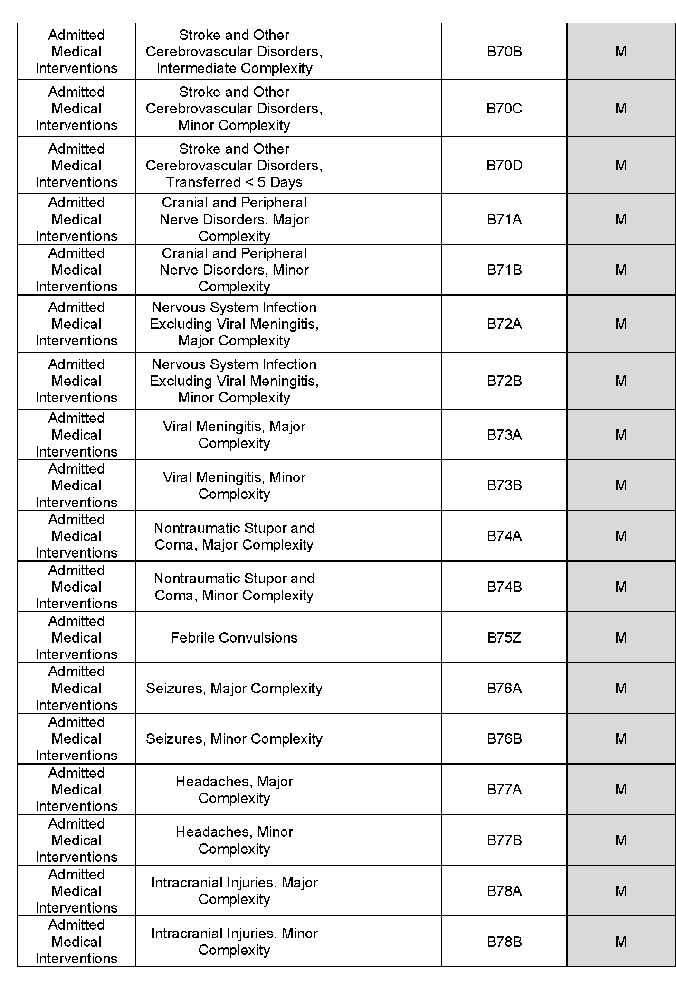 Admitted
Medical
Interventions
Stroke and Other
Cerebrovascular Disorders,
Intermediate Complexity
B70B
M
Admitted
Medical
Interventions
Stroke and Other
Cerebrovascular Disorders,
Minor Complexity
B70C
M
Admitted
Medical
Interventions
Stroke and Other
Cerebrovascular Disorders,
Transferred < 5 Days
B70D
M
Admitted
Medical
Interventions
Cranial and Peripheral
Nerve Disorders, Major
Complexity
B71A
M
Admitted
Medical
Interventions
Cranial and Peripheral
Nerve Disorders, Minor
Complexity
B71B
M
Admitted
Medical
Interventions
Nervous System Infection
Excluding Viral Meningitis,
Major Complexity
B72A
M
Admitted
Medical
Interventions
Nervous System Infection
Excluding Viral Meningitis,
Minor Complexity
B72B
M
Admitted
Medical
Interventions
Viral Meningitis, Major
Complexity
B73A
M
Admitted
Medical
Interventions
Viral Meningitis, Minor
Complexity
B73B
M
Admitted
Medical
Interventions
Nontraumatic Stupor and
Coma, Major Complexity
B74A
M
Admitted
Medical
Interventions
Nontraumatic Stupor and
Coma, Minor Complexity
B74B
M
Admitted
Medical
Interventions
Febrile Convulsions
B75Z
M
Admitted
Medical
Interventions
Seizures, Major Complexity
B76A
M
Admitted
Medical
Interventions
Seizures, Minor Complexity
B76B
M
Admitted
Medical
Interventions
Headaches, Major
Complexity
B77A
M
Admitted
Medical
Interventions
Headaches, Minor
Complexity
B77B
M
Admitted
Medical
Interventions
Intracranial Injuries, Major
Complexity
B78A
M
Admitted
Medical
Interventions
Intracranial Injuries, Minor
Complexity
B78B
M